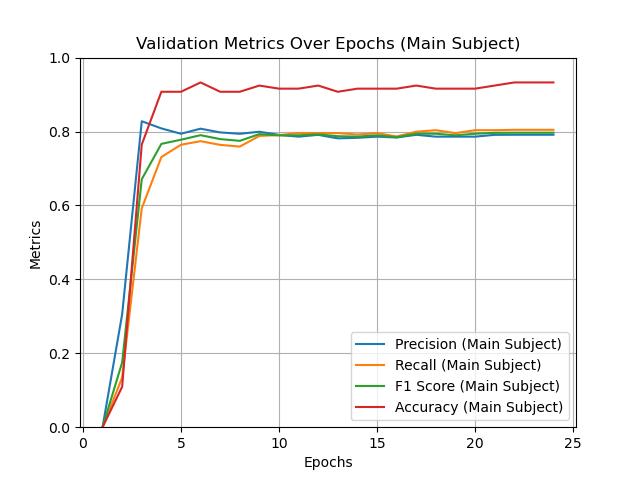 Validation Metrics Over Epochs (Main Subject)
1.0
0.8
0.6
0.4
0.2
0.0
Metrics
0 5 10 15 20 25
Epochs
Precision (Main Subject)
Recall (Main Subject)
F1 Score (Main Subject)
Accuracy (Main Subject)